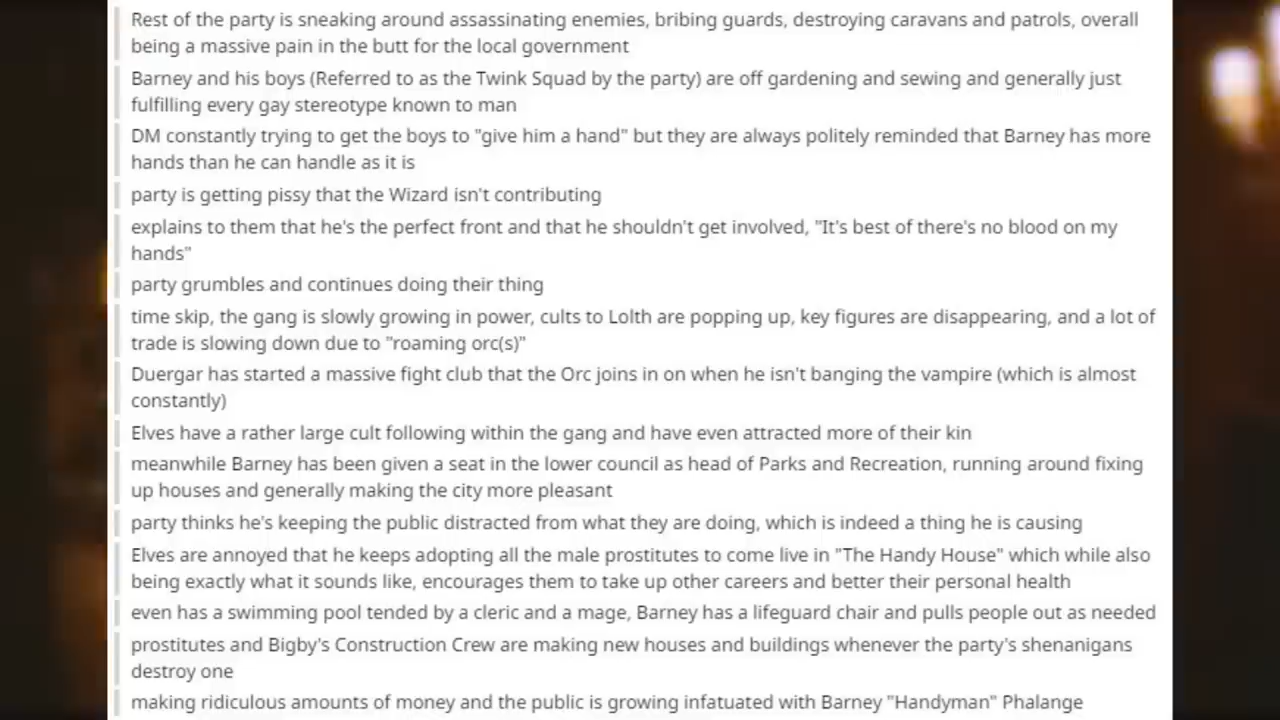 Rest of the party is sneaking around assassinating enemies, bribing guards, destroying caravans and patrols, overall
being a massive pain in the butt for the local government
Barney and his boys (Referred to as the Twink Squad by the party) are off gardening and sewing and generally just
fulfilling every gay stereotype known to man
DM constantly trying to get the boys to "give him a hand" but they are always politely reminded that Barney has more
hands than he can handle as it is
party is getting pissy that the Wizard isn't contributing
explains to them that he's the perfect front and that he shouldn't get involved, "It's best of there's no blood on my
hands"
party grumbles and continues doing their thing
time skip, the gang is slowly growing in power, cults to Lolth are popping up, key figures are disappearing, and a lot of
trade is slowing down due to "roaming orc(s)"
Duergar has started a massive fight club that the Orc joins in on when he isn't banging the vampire (which is almost
constantly)
Elves have a rather large cult following within the gang and have even attracted more of their kin
meanwhile Barney has been given a seat in the lower council as head of Parks and Recreation, running around fixing
up houses and generally making the city more pleasant
party thinks he's keeping the public distracted from what they are doing, which is indeed a thing he is causing
Elves are annoyed that he keeps adopting all the male prostitutes to come live in "The Handy House" which while also
being exactly what it sounds like, encourages them to take up other careers and better their personal health
even has a swimming pool tended by a cleric and a mage, Barney has a lifeguard chair and pulls people out as needed
prostitutes and Bigby's Construction Crew are making new houses and buildings whenever the party's shenanigans
destroy one
making ridiculous amounts of money and the public is growing infatuated with Barney "Handyman" Phalange